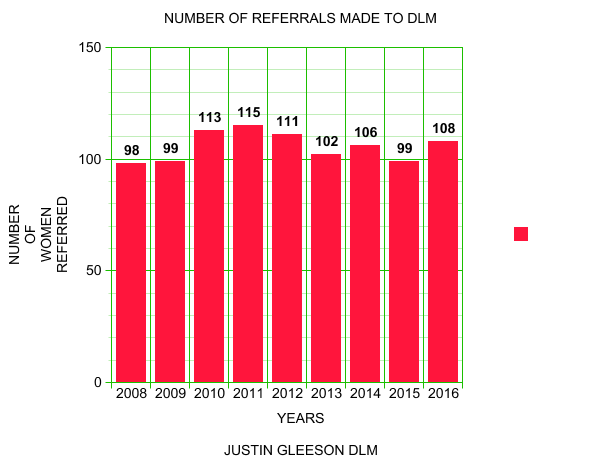 NUMBER OF REFERRALS MADE TO DLM
150
100
50
0
NUMBER
OF
WOMEN
REFERRED
98
99
113
115
111
102
106
99
108
2008 2009 2010 2011 2012 2013 2014 2015 2016
YEARS
JUSTIN GLEESON DLM